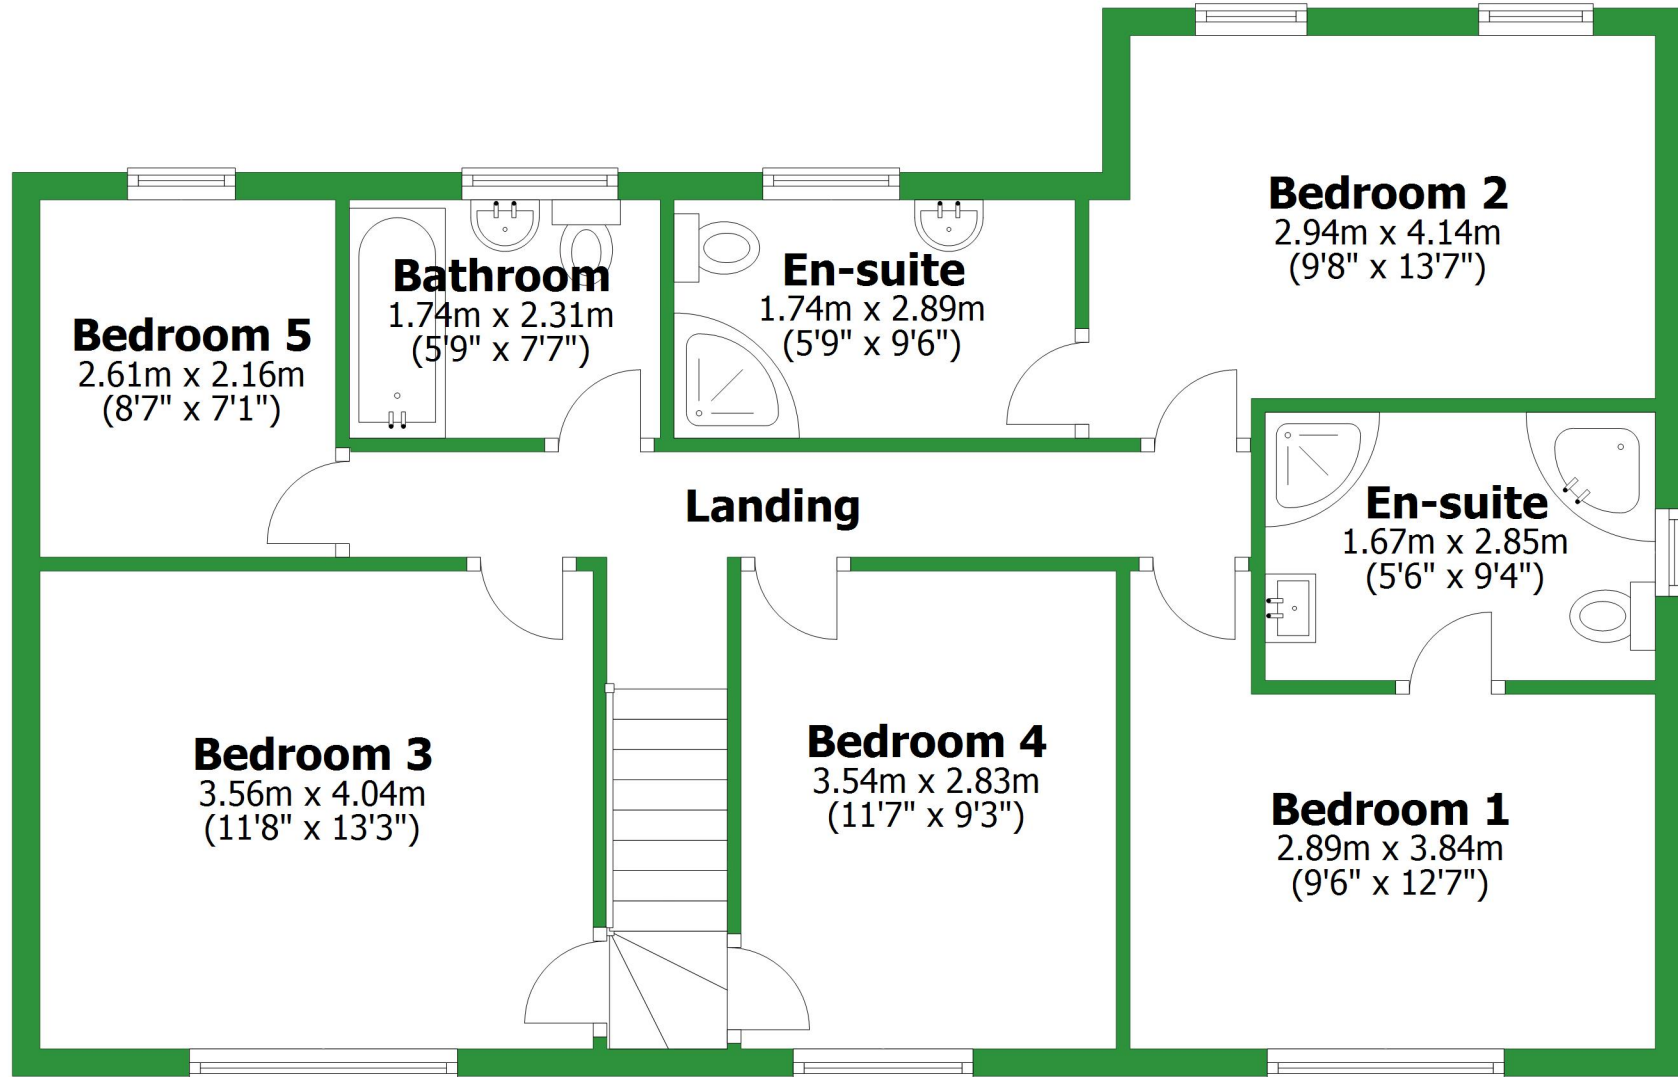 Bedroom 2
2.94m x 4.14m
(9'8" x 13'7")
Bathroom
1.74m x 2.31m
(5'9" x 7'7")
En-suite
1.74m x 2.89m
(5'9" x 9'6")
Bedroom 5
2.61m x 2.16m
(8'7" x 7'1")
Landing
En-suite
1.67m x 2.85m
(5'6" x 9'4")
Bedroom 3
3.56m x 4.04m
(11'8" x 13'3")
Bedroom 4
3.54m x 2.83m
(11'7" x 9'3")
Bedroom 1
2.89m x 3.84m
(9'6" x 12'7")